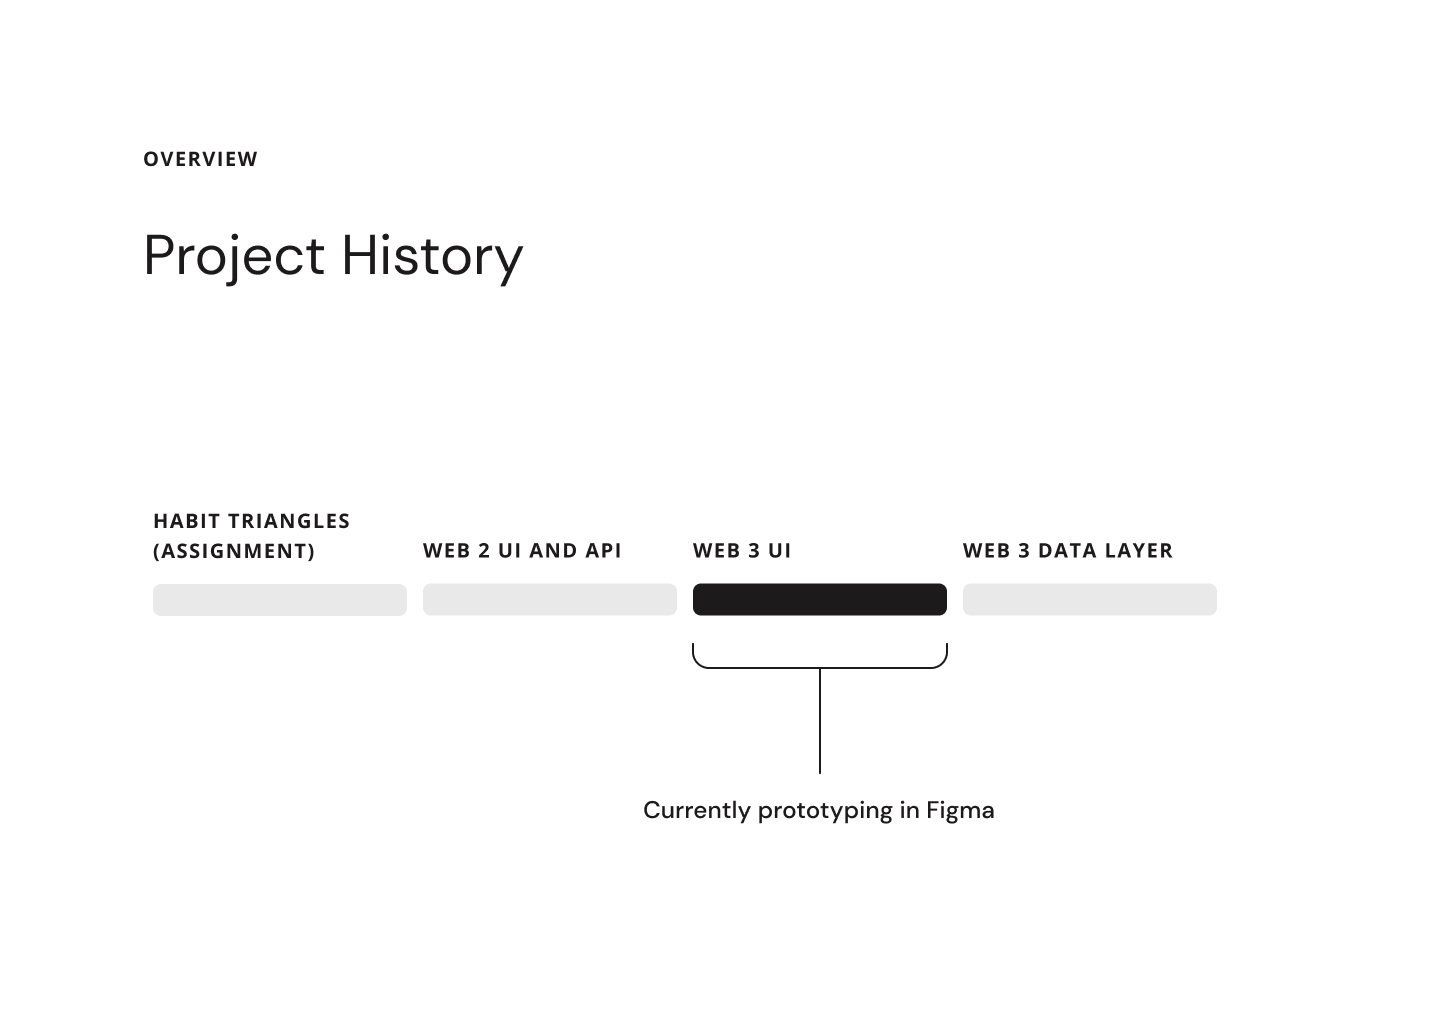 OVERVIEW
Project History
HABIT TRIANGLES
(ASSIGNMENT)
WEB 2 UI AND API
WEB 3 UI
WEB 3 DATA LAYER
Currently prototyping in Figma